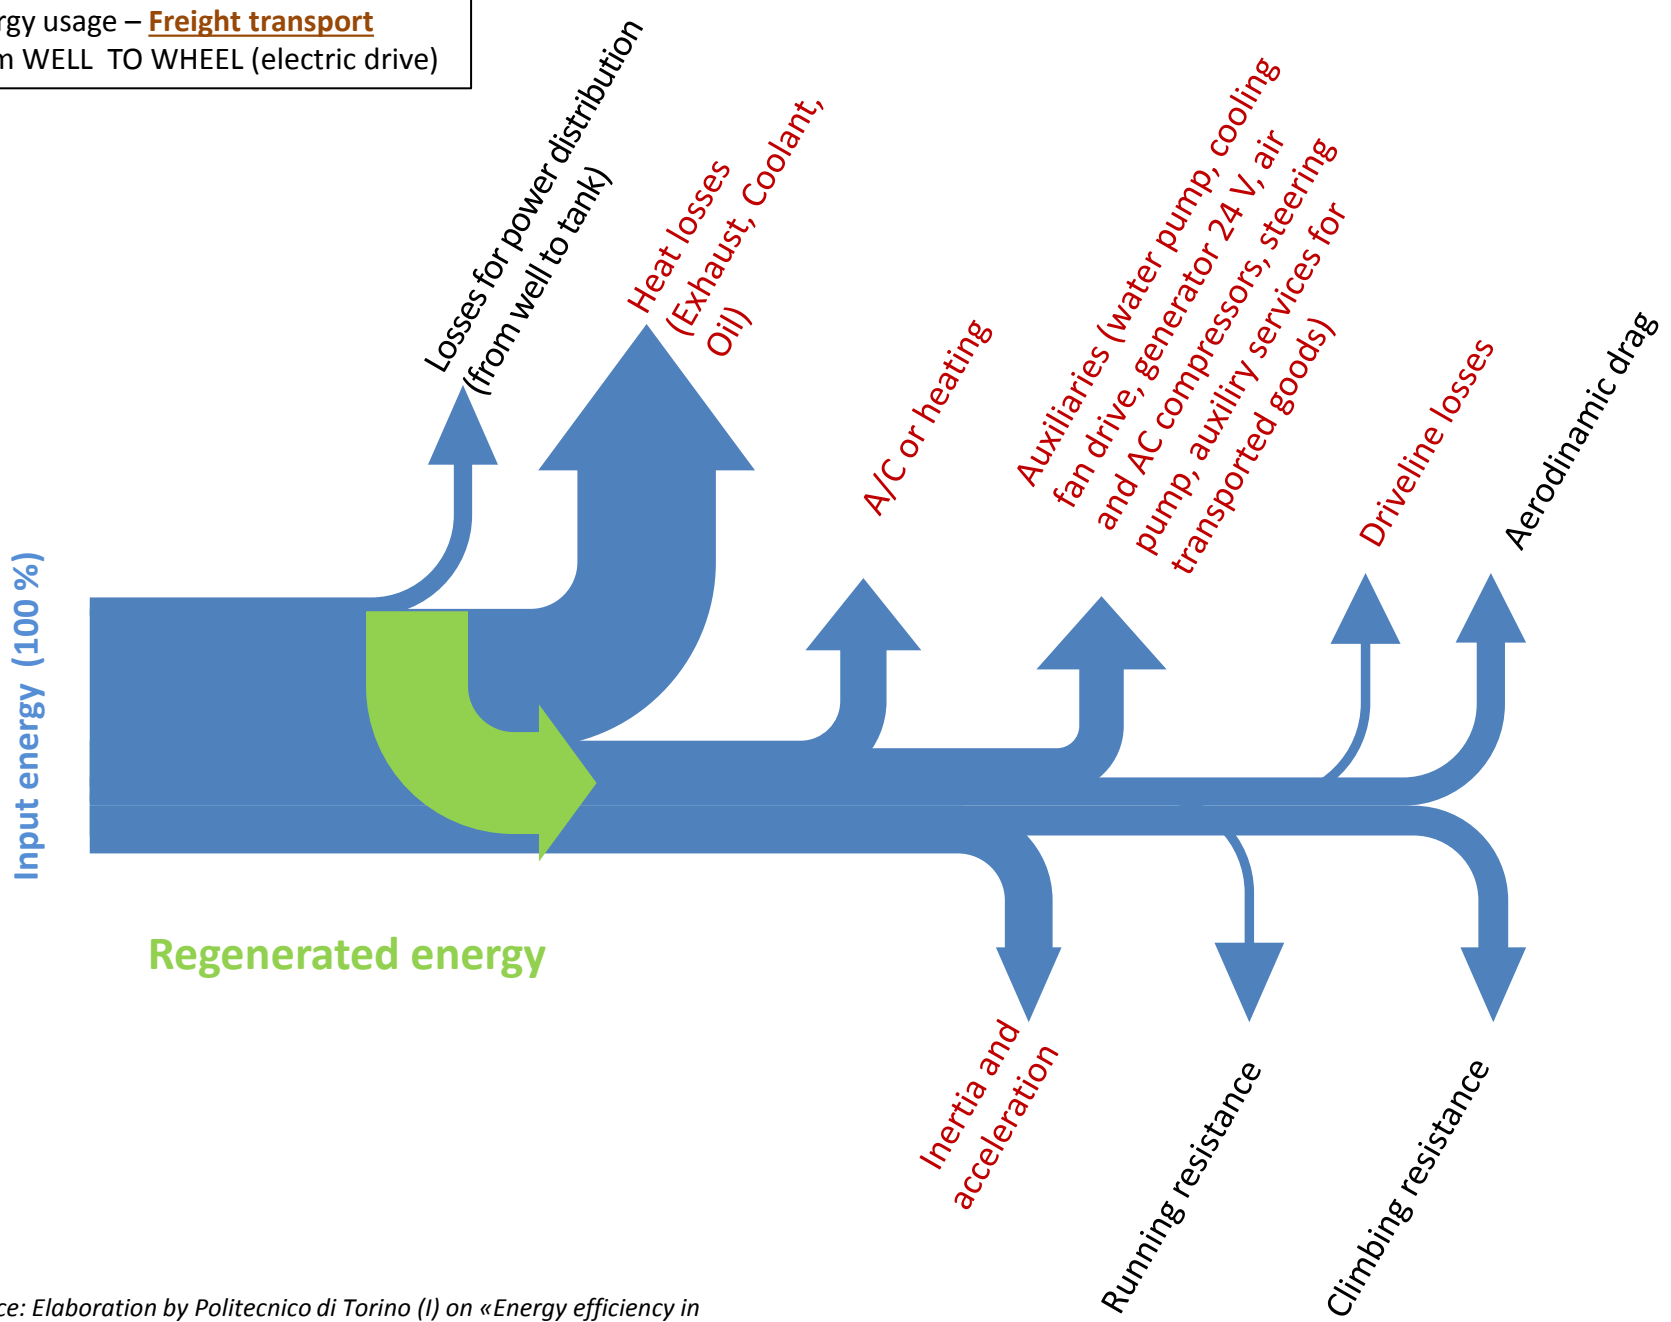 rgy usage – Freight transport
m WELL TO WHEEL (electric drive)
Losses for power distribution
(from well to tank)
Heat losses
(Exhaust, Coolant,
Oil)
A/C or heating
Auxiliaries (water pump, cooling
fan drive, generator 24 V, air
and AC compressors, steering
pump, auxiliry services for
transported goods)
Driveline losses
Aerodinamic drag
Input energy (100 %)
Regenerated energy
Inertia and
acceleration
Running resistance
Climbing resistance
ce: Elaboration by Politecnico di Torino (I) on «Energy efficiency in